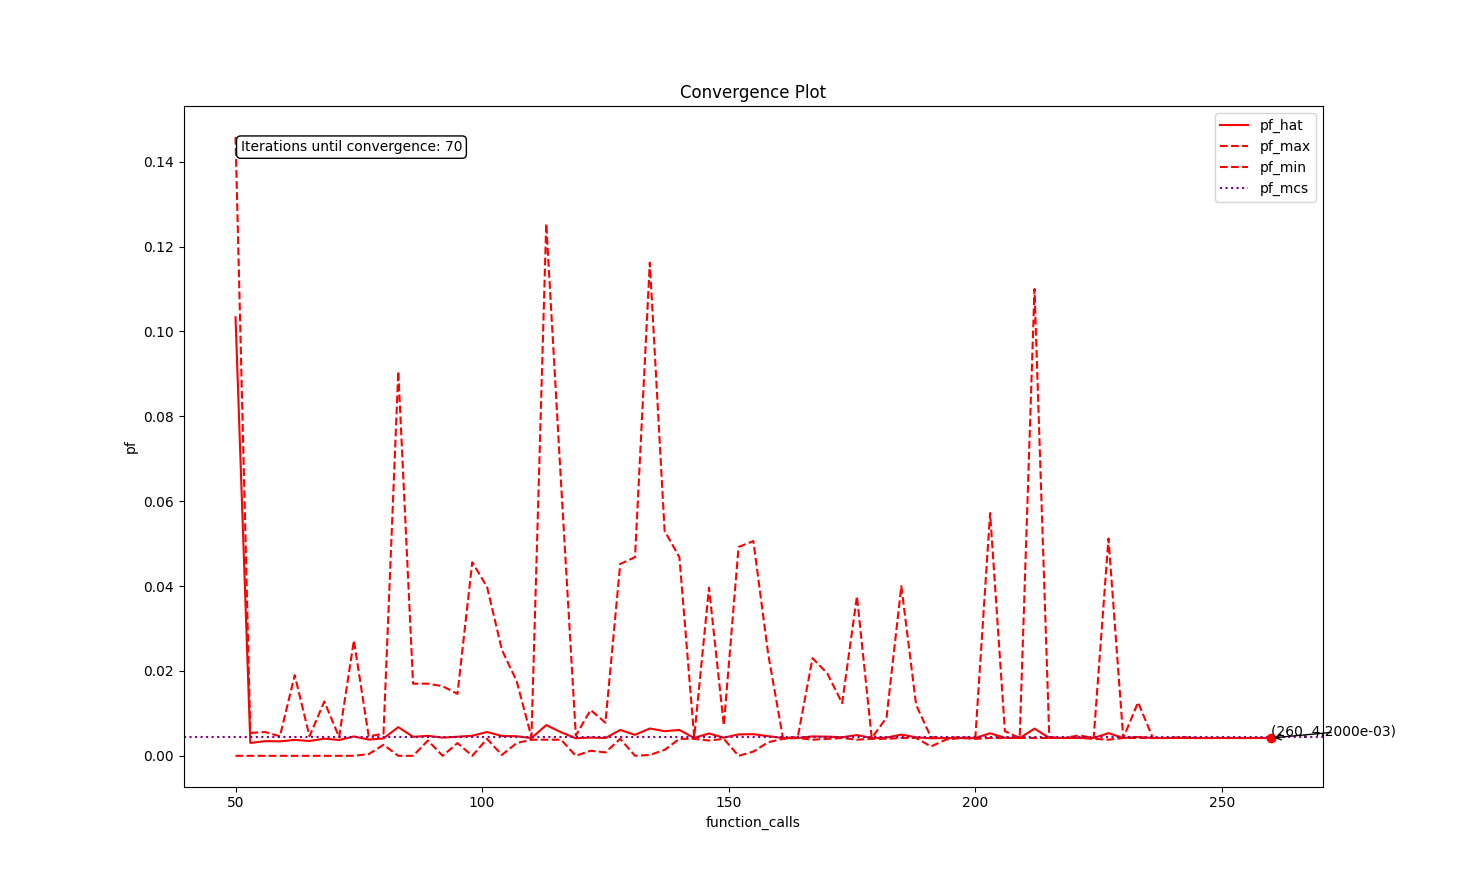 Convergence Plot
Iterations until convergence: 70
pf_hat
pf_max
pf_min
pf_mcs
0.14
0.12
0.10
0.08
0.06
0.04
0.02
0.00
pf
(260, 4.2000e-03)
50
100
150
200
250
function_calls